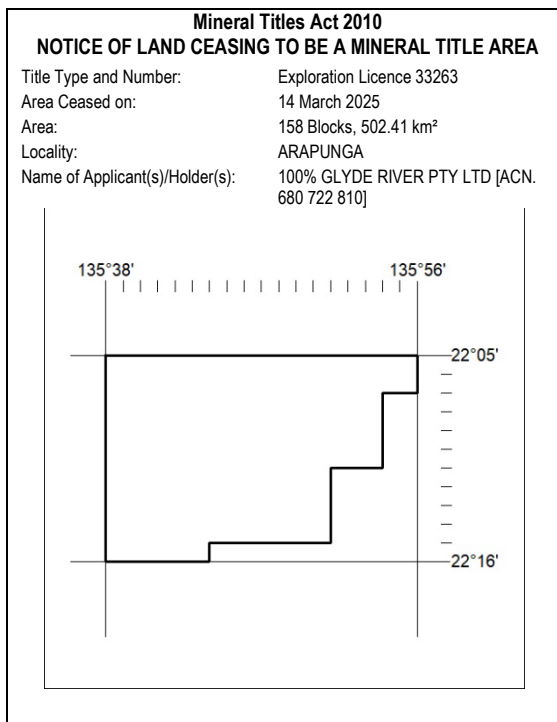 Mineral Titles Act 2010
NOTICE OF LAND CEASING TO BE A MINERAL TITLE AREA
Title Type and Number: Exploration Licence 33263
Area Ceased on: 14 March 2025
Area: 158 Blocks, 502.41 km²
Locality: ARAPUNGA
Name of Applicant(s)/Holder(s): 100% GLYDE RIVER PTY LTD [ACN.
680 722 810]
135°38' 135°56'
22°05'
22°16'